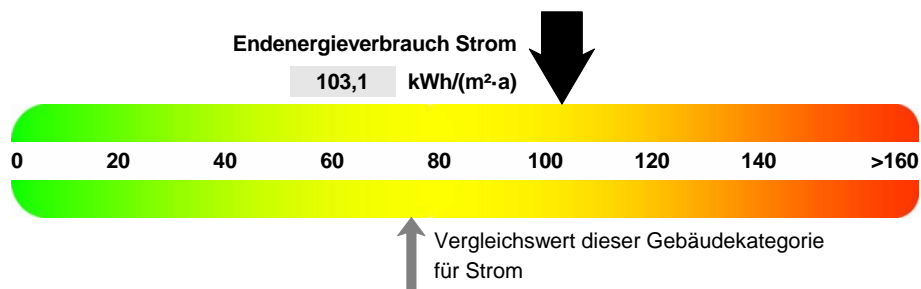 Endenergieverbrauch Strom
103,1 kWh/(m²·a)
0 20 40 60 80 100 120 140 >160
Vergleichswert dieser Gebäudekategorie
für Strom